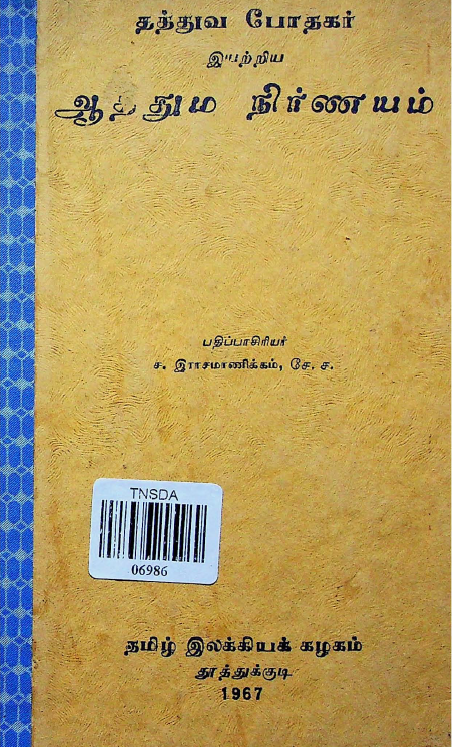 தத்துவ போதகர்
இயற்றிய
ஆத்தும நிர்ணயம்
பதிப்பாசிரியர்
ச. இராசமாணிக்கம், சே. ச.
TNSDA
06986
தமிழ் இலக்கியக் கழகம்
தூத்துக்குடி
1967